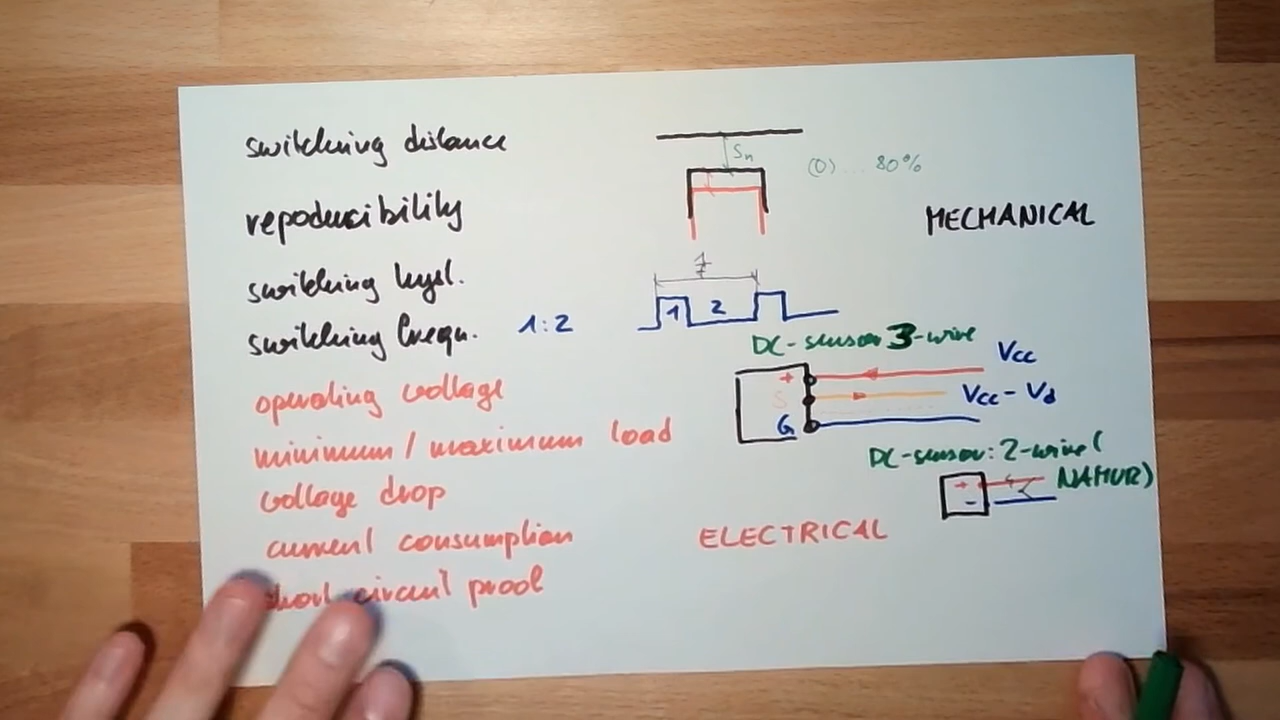 switching distance
Sn
(0) ... 80%
repoducibility
MECHANICAL
switching hyst.
f
switching frequ. 1:2
1 2
DC-sensor 3-wire
Vcc
+
S
Vcc - Vd
G
operating voltage
minimum / maximum load
DC-sensor: 2-wire (
NAMUR)
+
-
voltage drop
current consumption
ELECTRICAL
short circuit proof